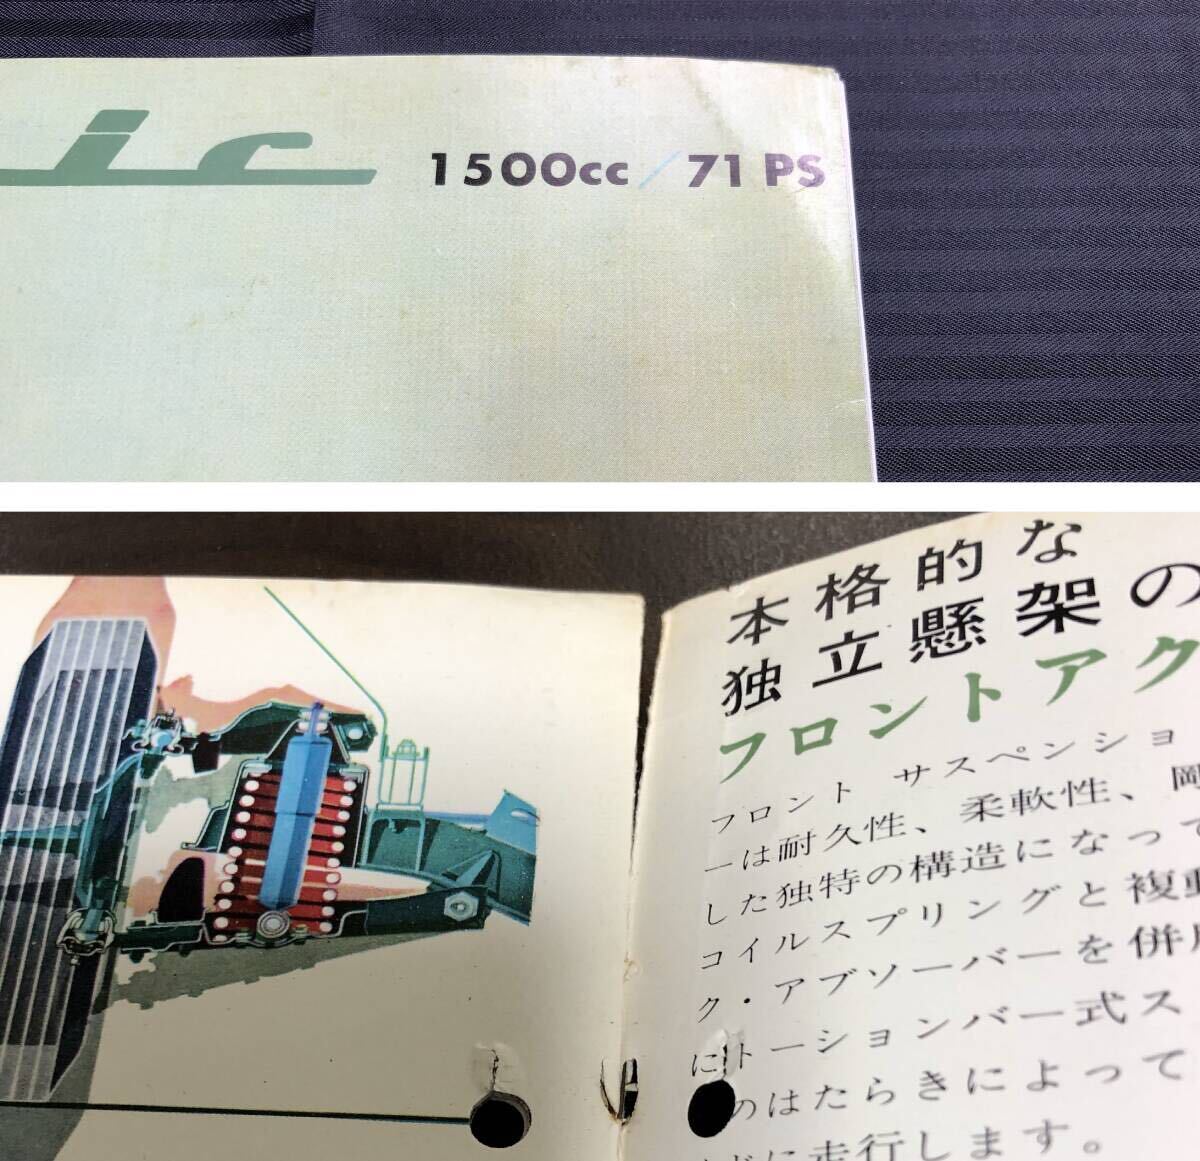 ic 1500cc / 71 PS
本格的な
独立懸架の
フロントアク
フロント サスペンショ
ーは耐久性、柔軟性、剛
した独特の構造になって
コイルスプリングと複動
ク・アブソーバーを併用
にトーションバー式ス
のはたらきによって
に走行します。